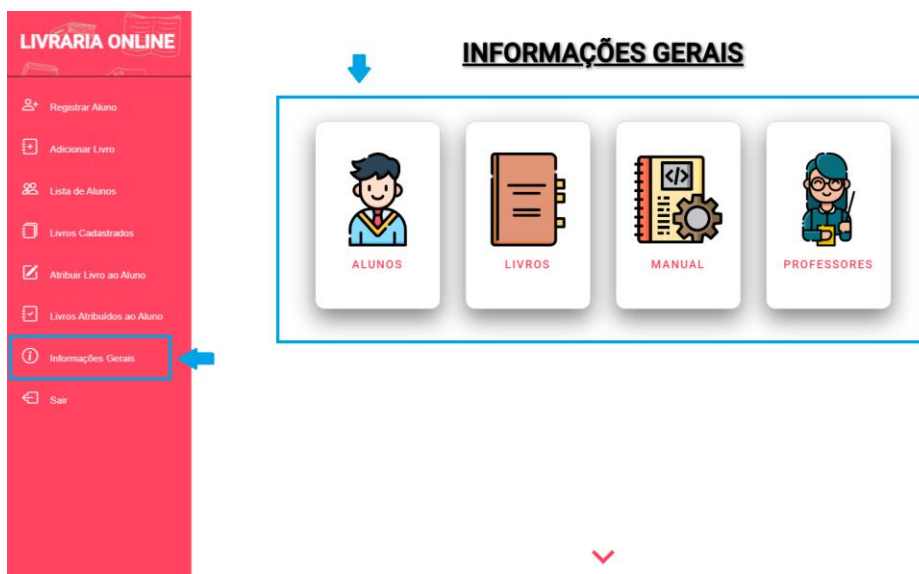 LIVRARIA ONLINE
Registrar Aluno
Adicionar Livro
Lista de Alunos
Livros Cadastrados
Atribuir Livro ao Aluno
Livros Atribuídos ao Aluno
Informações Gerais
Sair
INFORMAÇÕES GERAIS
ALUNOS
LIVROS
MANUAL
PROFESSORES